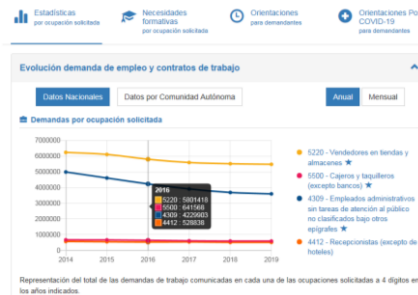 Estadísticas
por ocupación solicitada
Necesidades
formativas
por ocupación solicitada
Orientaciones
para demandantes
Orientaciones Po
COVID-19
para demandantes
Evolución demanda de empleo y contratos de trabajo
Datos Nacionales
Datos por Comunidad Autónoma
Anual
Mensual
Demandas por ocupación solicitada
7000000
6000000
5000000
4000000
3000000
2000000
1000000
0
2014
2015
2016
2017
2018
2019
2016
5220 : 5801418
5500 : 641568
4309 : 4229903
4412 : 528838
5220 - Vendedores en tiendas y
almacenes ★
5500 - Cajeros y taquilleros
(excepto bancos) ★
4309 - Empleados administrativos
sin tareas de atención al público
no clasificados bajo otros
epígrafes ★
4412 - Recepcionistas (excepto de
hoteles)
Representación del total de las demandas de trabajo comunicadas en cada una de las ocupaciones solicitadas a 4 dígitos en
los años indicados.